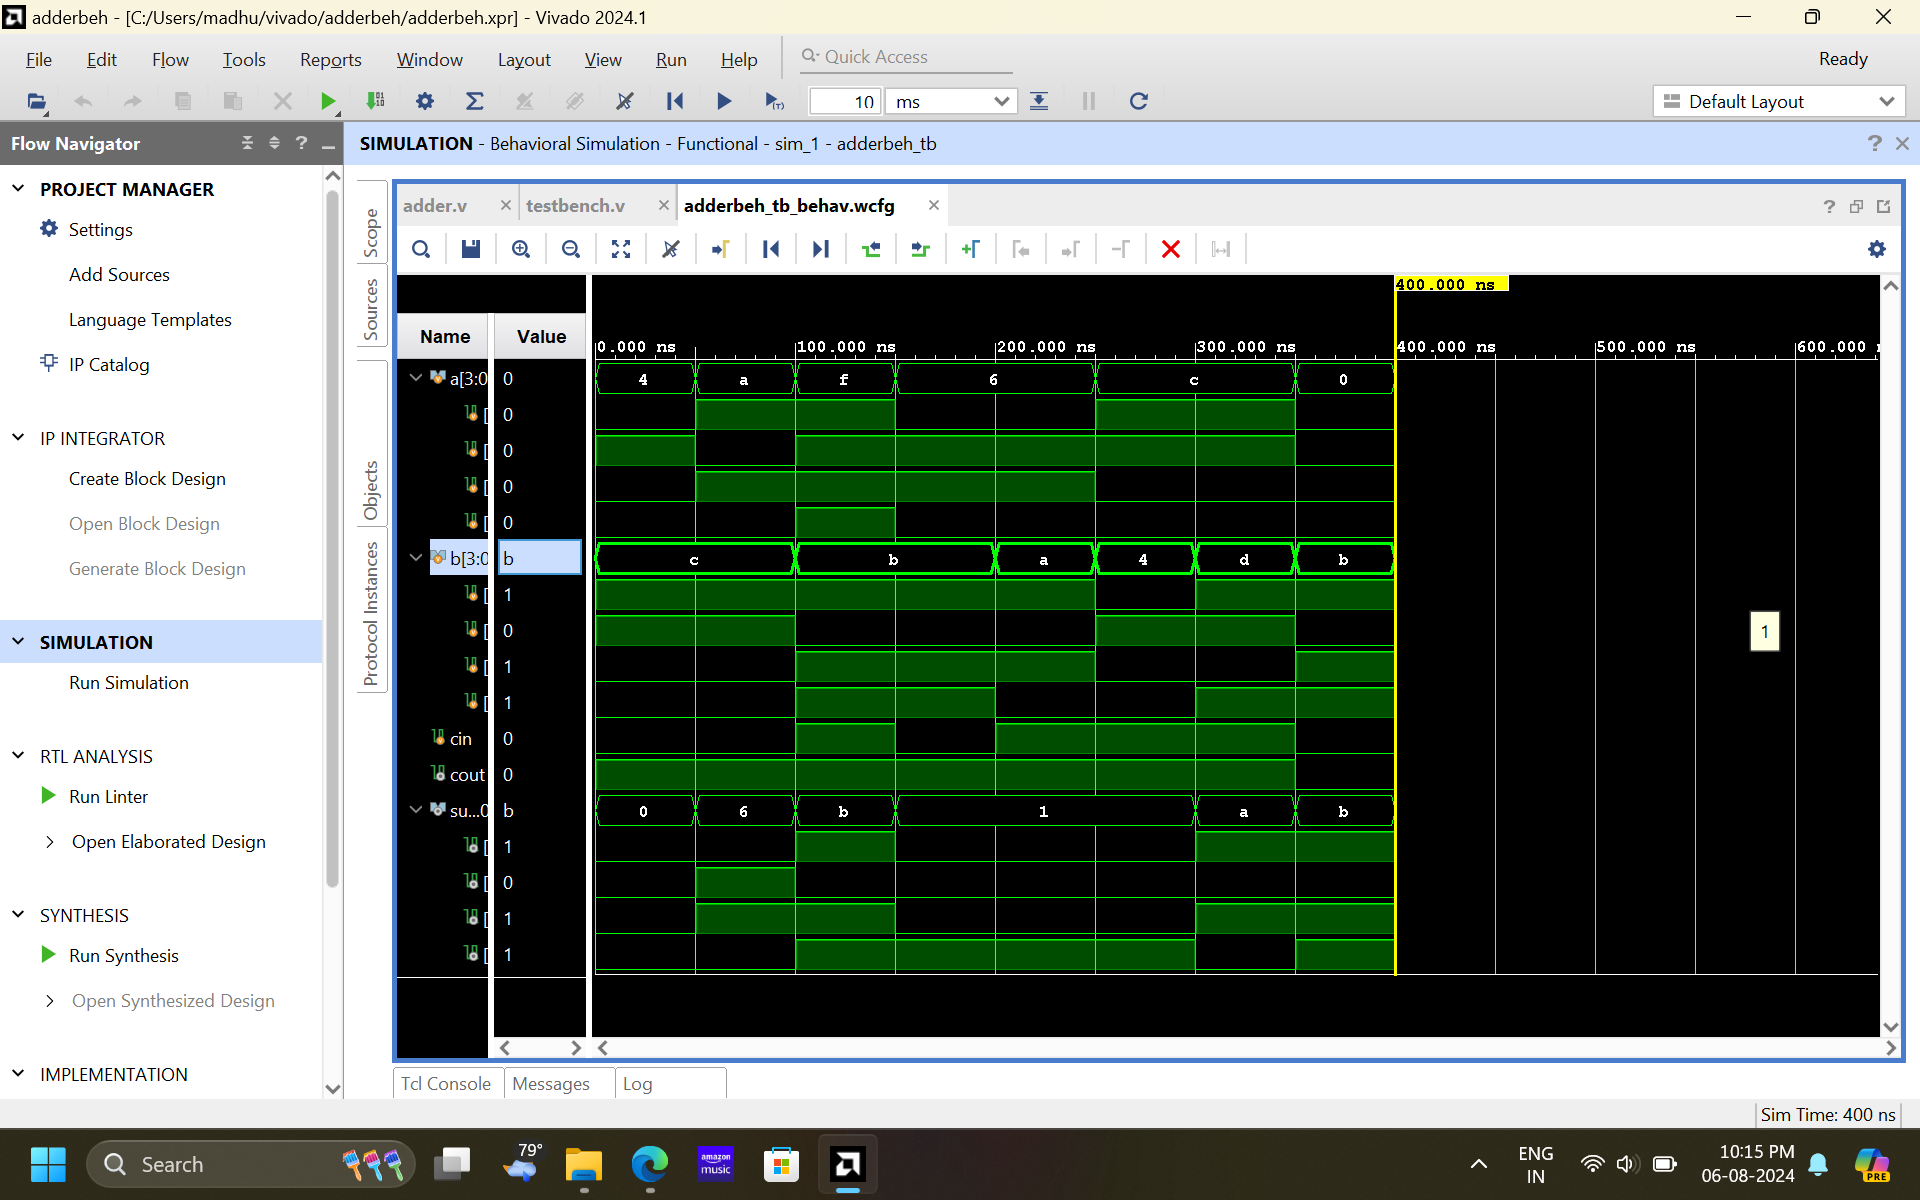 adderbeh - [C:/Users/madhu/vivado/adderbeh/adderbeh.xpr] - Vivado 2024.1
File Edit Flow Tools Reports Window Layout View Run Help Quick Access Ready
10 ms Default Layout
Flow Navigator
PROJECT MANAGER
Settings
Add Sources
Language Templates
IP Catalog
IP INTEGRATOR
Create Block Design
Open Block Design
Generate Block Design
SIMULATION
Run Simulation
RTL ANALYSIS
Run Linter
Open Elaborated Design
SYNTHESIS
Run Synthesis
Open Synthesized Design
IMPLEMENTATION
SIMULATION - Behavioral Simulation - Functional - sim_1 - adderbeh_tb
Scope
Sources
Objects
Protocol Instances
adder.v testbench.v adderbeh_tb_behav.wcfg
400.000 ns
Name Value
0.000 ns 100.000 ns 200.000 ns 300.000 ns 400.000 ns 500.000 ns 600.000
a[3:0 0 4 a f 6 c 0
[ 0
[ 0
[ 0
[ 0
b[3:0 b c b a 4 d b
[ 1
[ 0
[ 1
[ 1
1
cin 0
cout 0
su...0 b 0 6 b 1 a b
[ 1
[ 0
[ 1
[ 1
Tcl Console Messages Log
Sim Time: 400 ns
Search
79°
amazon music
ENG
IN
10:15 PM
06-08-2024
PRE